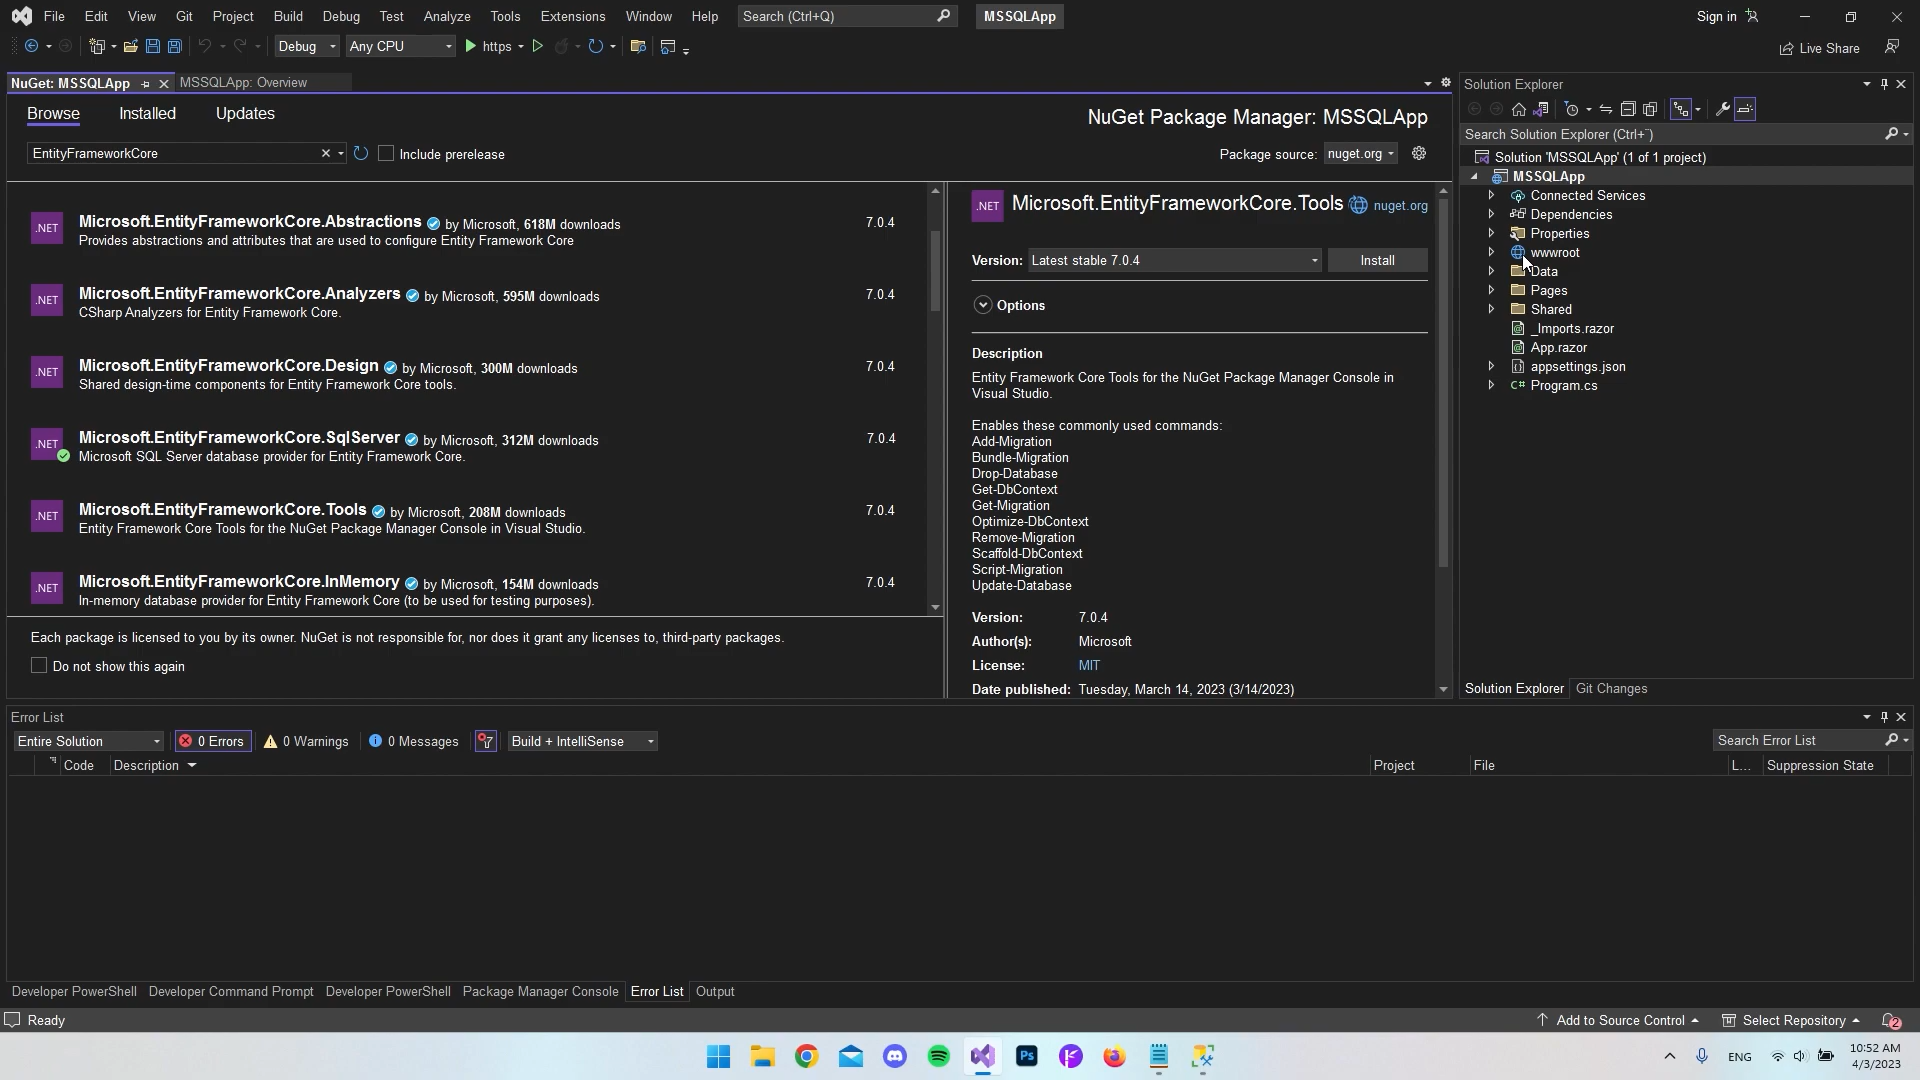 File Edit View Git Project Build Debug Test Analyze Tools Extensions Window Help Search (Ctrl+Q) MSSQLApp Sign in
Debug Any CPU https Live Share
NuGet: MSSQLApp MSSQLApp: Overview
Browse Installed Updates
NuGet Package Manager: MSSQLApp
EntityFrameworkCore Include prerelease
Package source: nuget.org
.NET Microsoft.EntityFrameworkCore.Abstractions by Microsoft, 618M downloads 7.0.4
Provides abstractions and attributes that are used to configure Entity Framework Core
.NET Microsoft.EntityFrameworkCore.Analyzers by Microsoft, 595M downloads 7.0.4
CSharp Analyzers for Entity Framework Core.
.NET Microsoft.EntityFrameworkCore.Design by Microsoft, 300M downloads 7.0.4
Shared design-time components for Entity Framework Core tools.
.NET Microsoft.EntityFrameworkCore.SqlServer by Microsoft, 312M downloads 7.0.4
Microsoft SQL Server database provider for Entity Framework Core.
.NET Microsoft.EntityFrameworkCore.Tools by Microsoft, 208M downloads 7.0.4
Entity Framework Core Tools for the NuGet Package Manager Console in Visual Studio.
.NET Microsoft.EntityFrameworkCore.InMemory by Microsoft, 154M downloads 7.0.4
In-memory database provider for Entity Framework Core (to be used for testing purposes).
Each package is licensed to you by its owner. NuGet is not responsible for, nor does it grant any licenses to, third-party packages.
Do not show this again
.NET Microsoft.EntityFrameworkCore.Tools nuget.org
Version: Latest stable 7.0.4 Install
Options
Description
Entity Framework Core Tools for the NuGet Package Manager Console in
Visual Studio.
Enables these commonly used commands:
Add-Migration
Bundle-Migration
Drop-Database
Get-DbContext
Get-Migration
Optimize-DbContext
Remove-Migration
Scaffold-DbContext
Script-Migration
Update-Database
Version: 7.0.4
Author(s): Microsoft
License: MIT
Date published: Tuesday, March 14, 2023 (3/14/2023)
Solution Explorer
Search Solution Explorer (Ctrl+¨)
Solution 'MSSQLApp' (1 of 1 project)
MSSQLApp
Connected Services
Dependencies
Properties
wwwroot
Data
Pages
Shared
_Imports.razor
App.razor
appsettings.json
C# Program.cs
Solution Explorer Git Changes
Error List
Entire Solution 0 Errors 0 Warnings 0 Messages Build + IntelliSense Search Error List
Code Description Project File L... Suppression State
Developer PowerShell Developer Command Prompt Developer PowerShell Package Manager Console Error List Output
Ready Add to Source Control Select Repository 2
Ps ENG 10:52 AM
4/3/2023